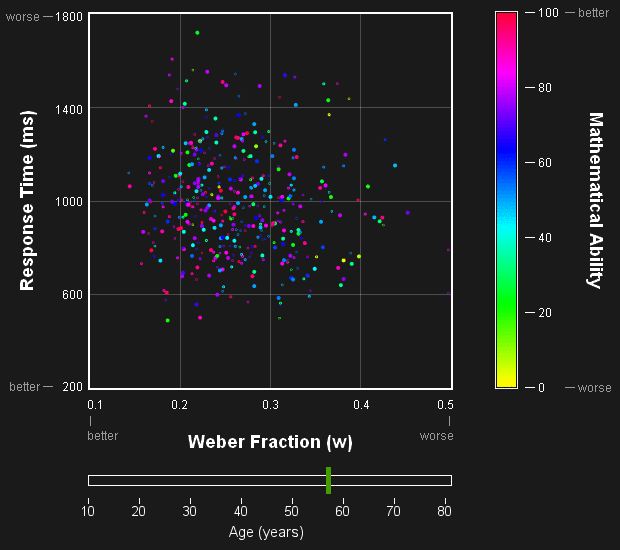 worse
1800
1400
1000
600
better
200
Response Time (ms)
0.1
0.2
0.3
0.4
0.5
better
worse
Weber Fraction (w)
10
20
30
40
50
60
70
80
Age (years)
100
better
80
60
40
20
0
worse
Mathematical Ability